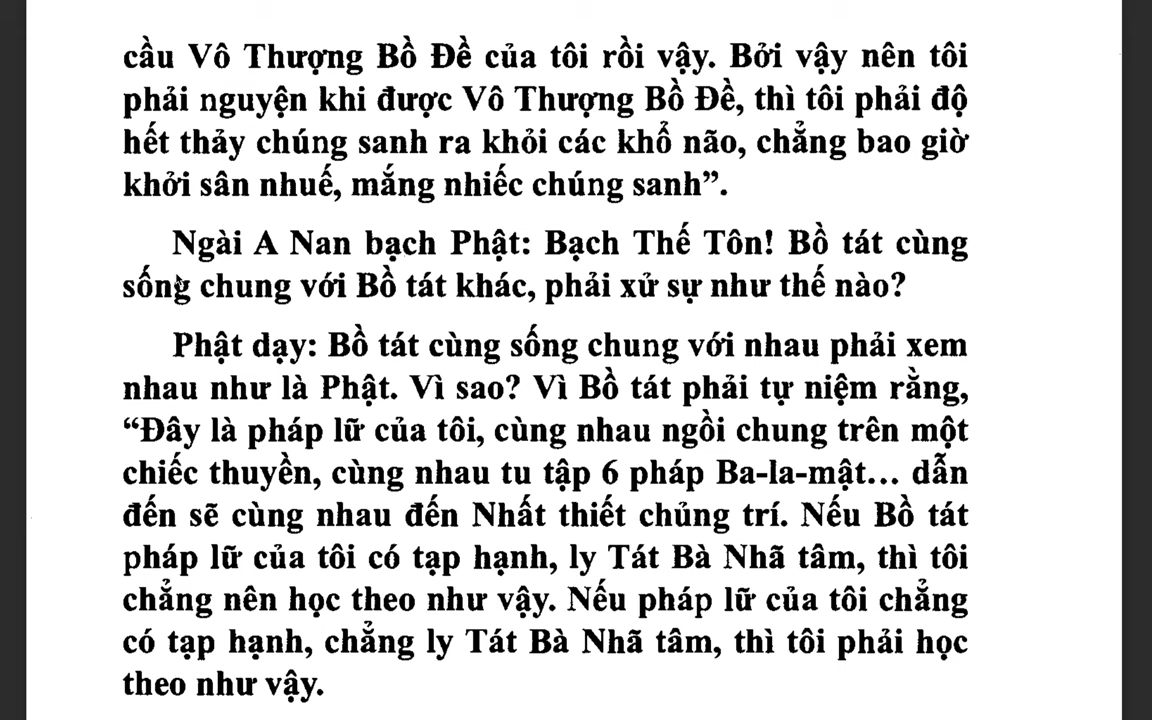 cầu Vô Thượng Bồ Đề của tôi rồi vậy. Bởi vậy nên tôi
phải nguyện khi được Vô Thượng Bồ Đề, thì tôi phải độ
hết thảy chúng sanh ra khỏi các khổ não, chẳng bao giờ
khởi sân nhuế, mắng nhiếc chúng sanh”.
Ngài A Nan bạch Phật: Bạch Thế Tôn! Bồ tát cùng
sống chung với Bồ tát khác, phải xử sự như thế nào?
Phật dạy: Bồ tát cùng sống chung với nhau phải xem
nhau như là Phật. Vì sao? Vì Bồ tát phải tự niệm rằng,
“Đây là pháp lữ của tôi, cùng nhau ngồi chung trên một
chiếc thuyền, cùng nhau tu tập 6 pháp Ba-la-mật... dẫn
đến sẽ cùng nhau đến Nhất thiết chủng trí. Nếu Bồ tát
pháp lữ của tôi có tạp hạnh, ly Tát Bà Nhã tâm, thì tôi
chẳng nên học theo như vậy. Nếu pháp lữ của tôi chẳng
có tạp hạnh, chẳng ly Tát Bà Nhã tâm, thì tôi phải học
theo như vậy.